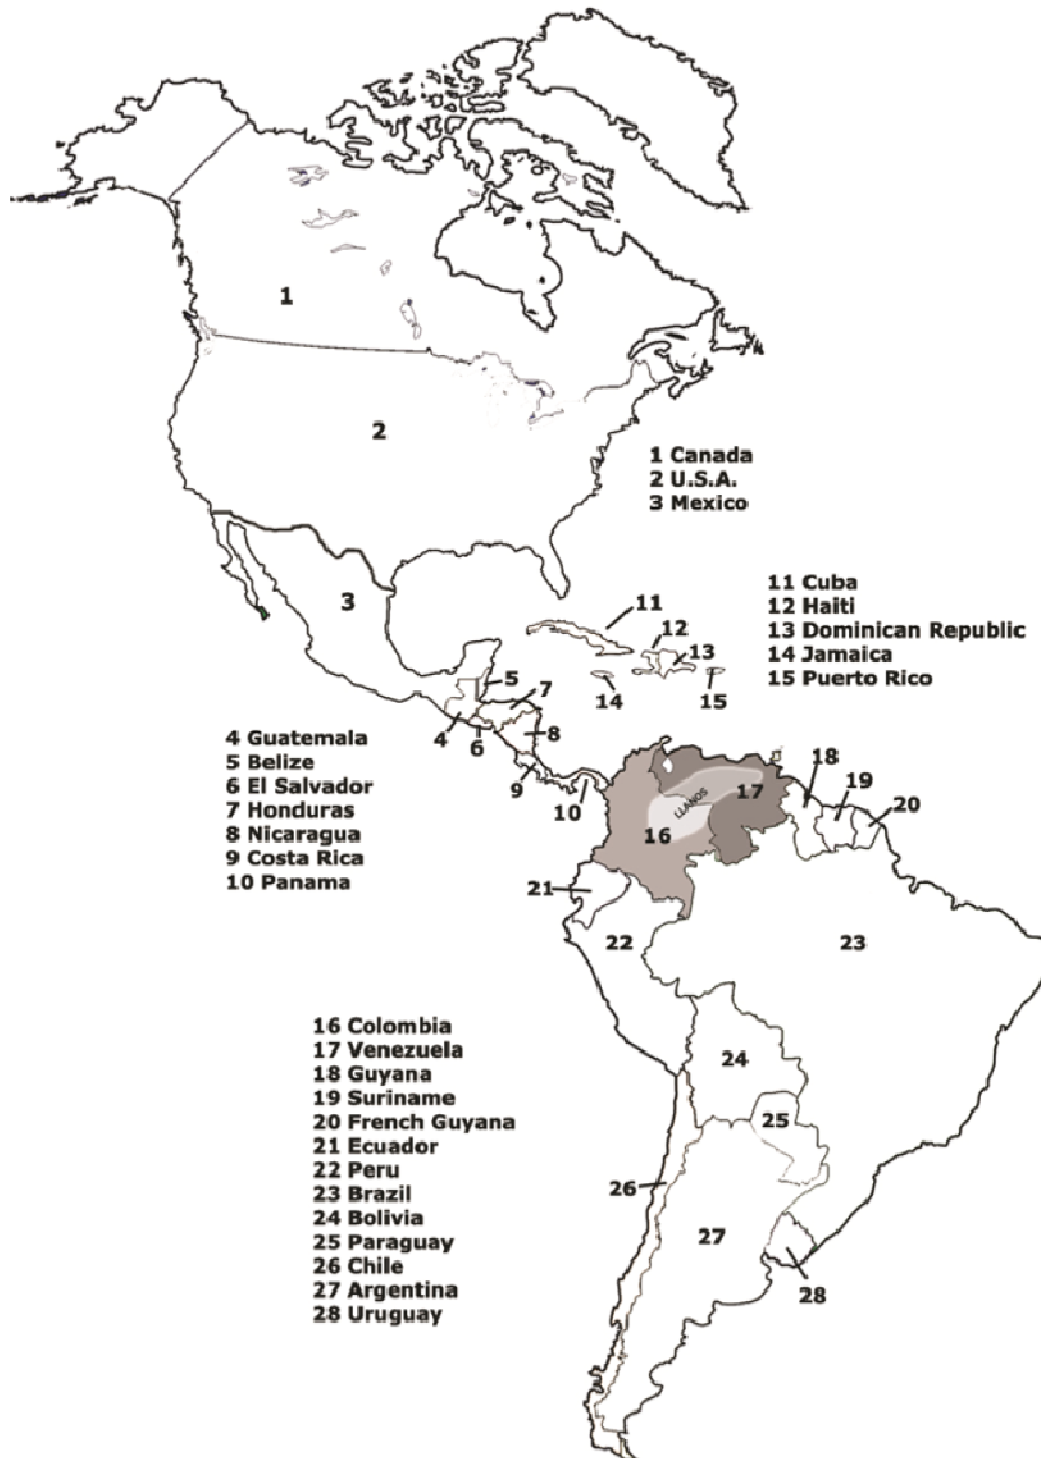 1
2
1 Canada
2 U.S.A.
3 Mexico
3
11 Cuba
12 Haiti
13 Dominican Republic
14 Jamaica
15 Puerto Rico
11
12
13
14
15
5
7
4
6
8
9
10
4 Guatemala
5 Belize
6 El Salvador
7 Honduras
8 Nicaragua
9 Costa Rica
10 Panama
LLANOS
17
18
19
20
16
21
22
23
16 Colombia
17 Venezuela
18 Guyana
19 Suriname
20 French Guyana
21 Ecuador
22 Peru
23 Brazil
24 Bolivia
25 Paraguay
26 Chile
27 Argentina
28 Uruguay
24
25
26
27
28